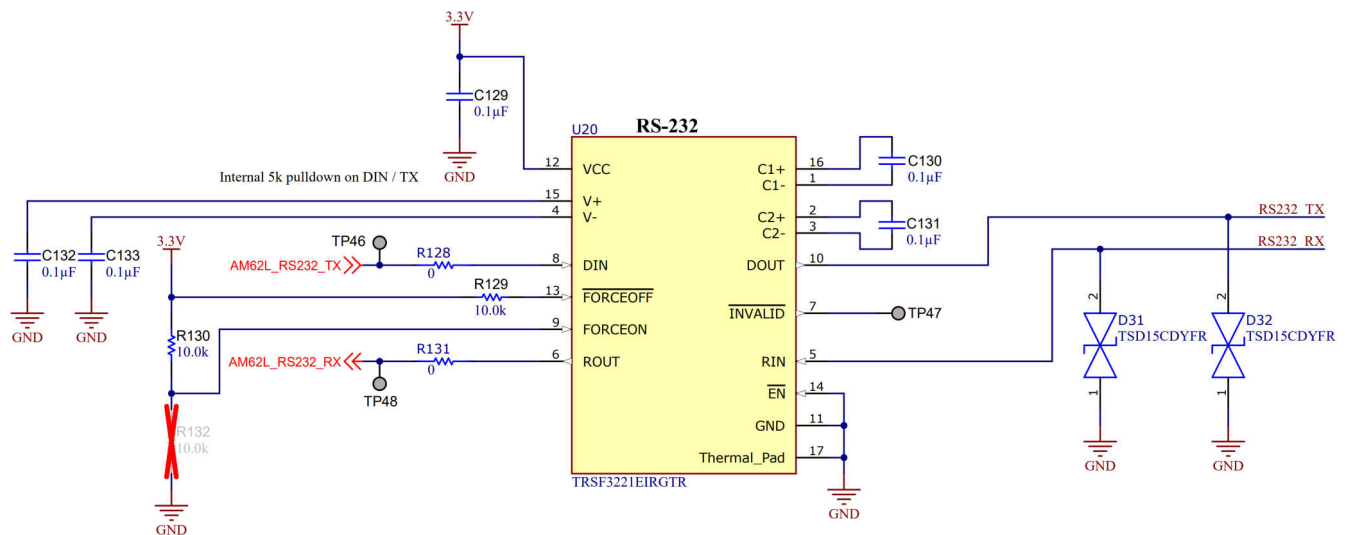 3.3V
C129
0.1µF
GND
U20
RS-232
Internal 5k pulldown on DIN / TX
12
VCC
15
V+
4
V-
C132
0.1µF
GND
C133
0.1µF
GND
3.3V
TP46
AM62L_RS232_TX
R128
0
8
DIN
R129
10.0k
13
FORCEOFF
R130
10.0k
9
FORCEON
AM62L_RS232_RX
R131
0
6
ROUT
TP48
R132
10.0k
GND
C1+
16
C1-
1
C130
0.1µF
C2+
2
C2-
3
C131
0.1µF
DOUT
10
INVALID
7
TP47
RIN
5
EN
14
GND
11
Thermal_Pad
17
GND
TRSF3221EIRGTR
RS232_TX
RS232_RX
2
D31
TSD15CDYFR
1
GND
2
D32
TSD15CDYFR
1
GND